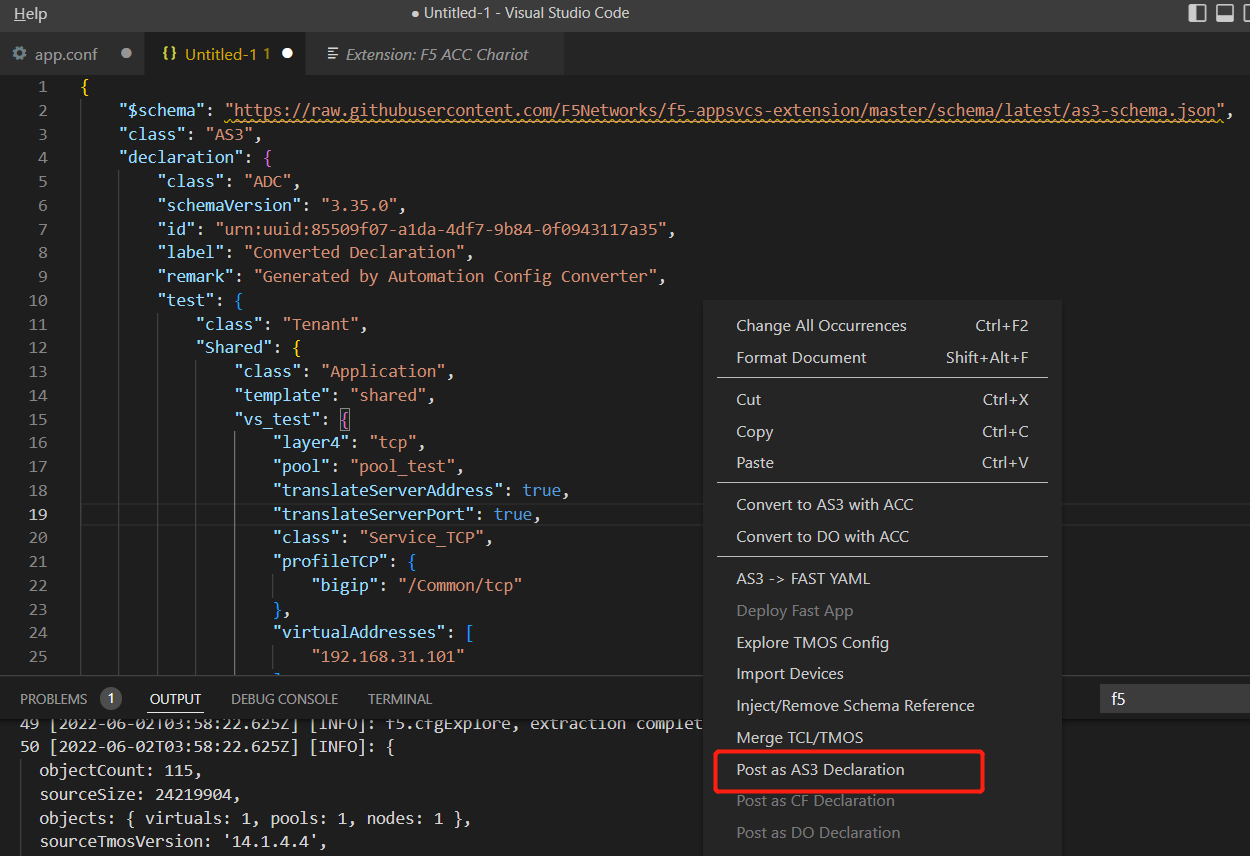 Help
● Untitled-1 - Visual Studio Code
app.conf
{} Untitled-1 1
Extension: F5 ACC Chariot
1 {
2 "$schema": "https://raw.githubusercontent.com/F5Networks/f5-appsvcs-extension/master/schema/latest/as3-schema.json",
3 "class": "AS3",
4 "declaration": {
5 "class": "ADC",
6 "schemaVersion": "3.35.0",
7 "id": "urn:uuid:85509f07-a1da-4df7-9b84-0f0943117a35",
8 "label": "Converted Declaration",
9 "remark": "Generated by Automation Config Converter",
10 "test": {
11 "class": "Tenant",
12 "Shared": {
13 "class": "Application",
14 "template": "shared",
15 "vs_test": {
16 "layer4": "tcp",
17 "pool": "pool_test",
18 "translateServerAddress": true,
19 "translateServerPort": true,
20 "class": "Service_TCP",
21 "profileTCP": {
22 "bigip": "/Common/tcp"
23 },
24 "virtualAddresses": [
25 "192.168.31.101"
Change All Occurrences Ctrl+F2
Format Document Shift+Alt+F
Cut Ctrl+X
Copy Ctrl+C
Paste Ctrl+V
Convert to AS3 with ACC
Convert to DO with ACC
AS3 -> FAST YAML
Deploy Fast App
Explore TMOS Config
Import Devices
Inject/Remove Schema Reference
Merge TCL/TMOS
Post as AS3 Declaration
Post as CF Declaration
Post as DO Declaration
PROBLEMS 1 OUTPUT DEBUG CONSOLE TERMINAL
f5
49 [2022-06-02T03:58:22.625Z] [INFO]: f5.cfgExplore, extraction complet
50 [2022-06-02T03:58:22.625Z] [INFO]: {
objectCount: 115,
sourceSize: 24219904,
objects: { virtuals: 1, pools: 1, nodes: 1 },
sourceTmosVersion: '14.1.4.4',